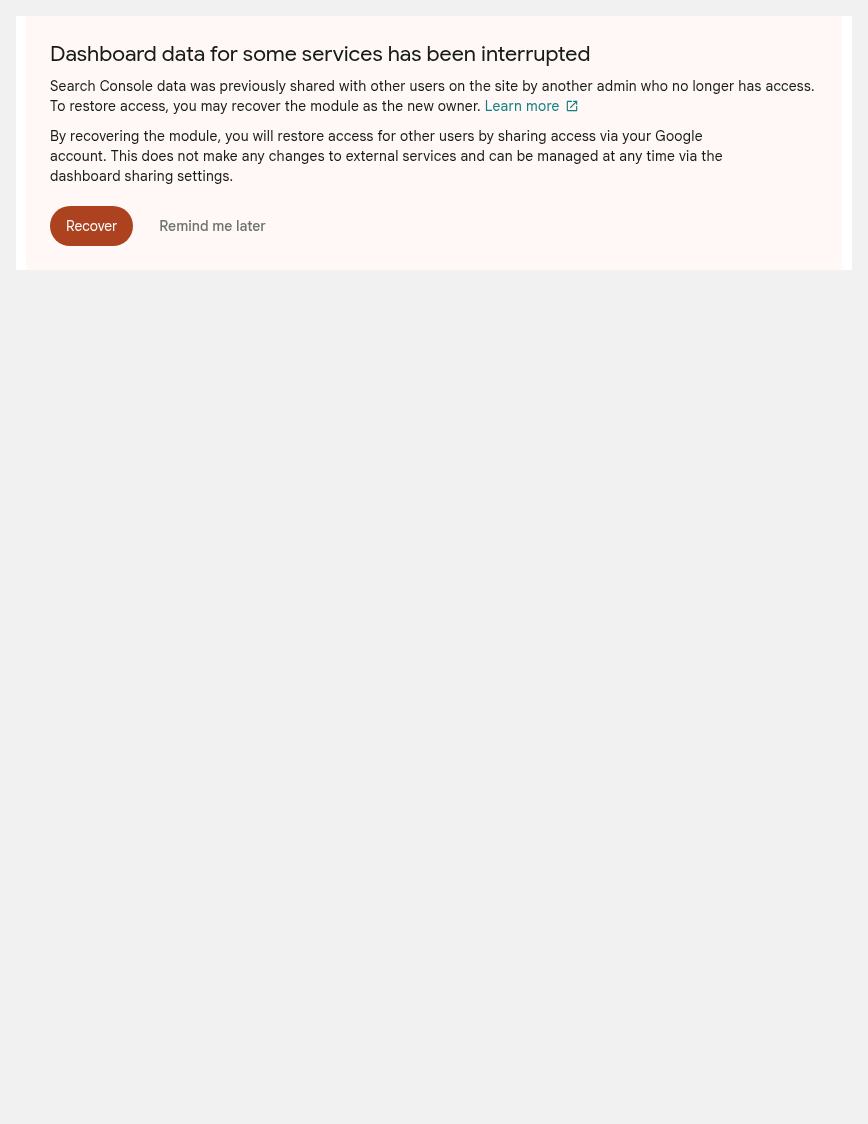 Dashboard data for some services has been interrupted
Search Console data was previously shared with other users on the site by another admin who no longer has access.
To restore access, you may recover the module as the new owner. Learn more
By recovering the module, you will restore access for other users by sharing access via your Google
account. This does not make any changes to external services and can be managed at any time via the
dashboard sharing settings.
Recover Remind me later